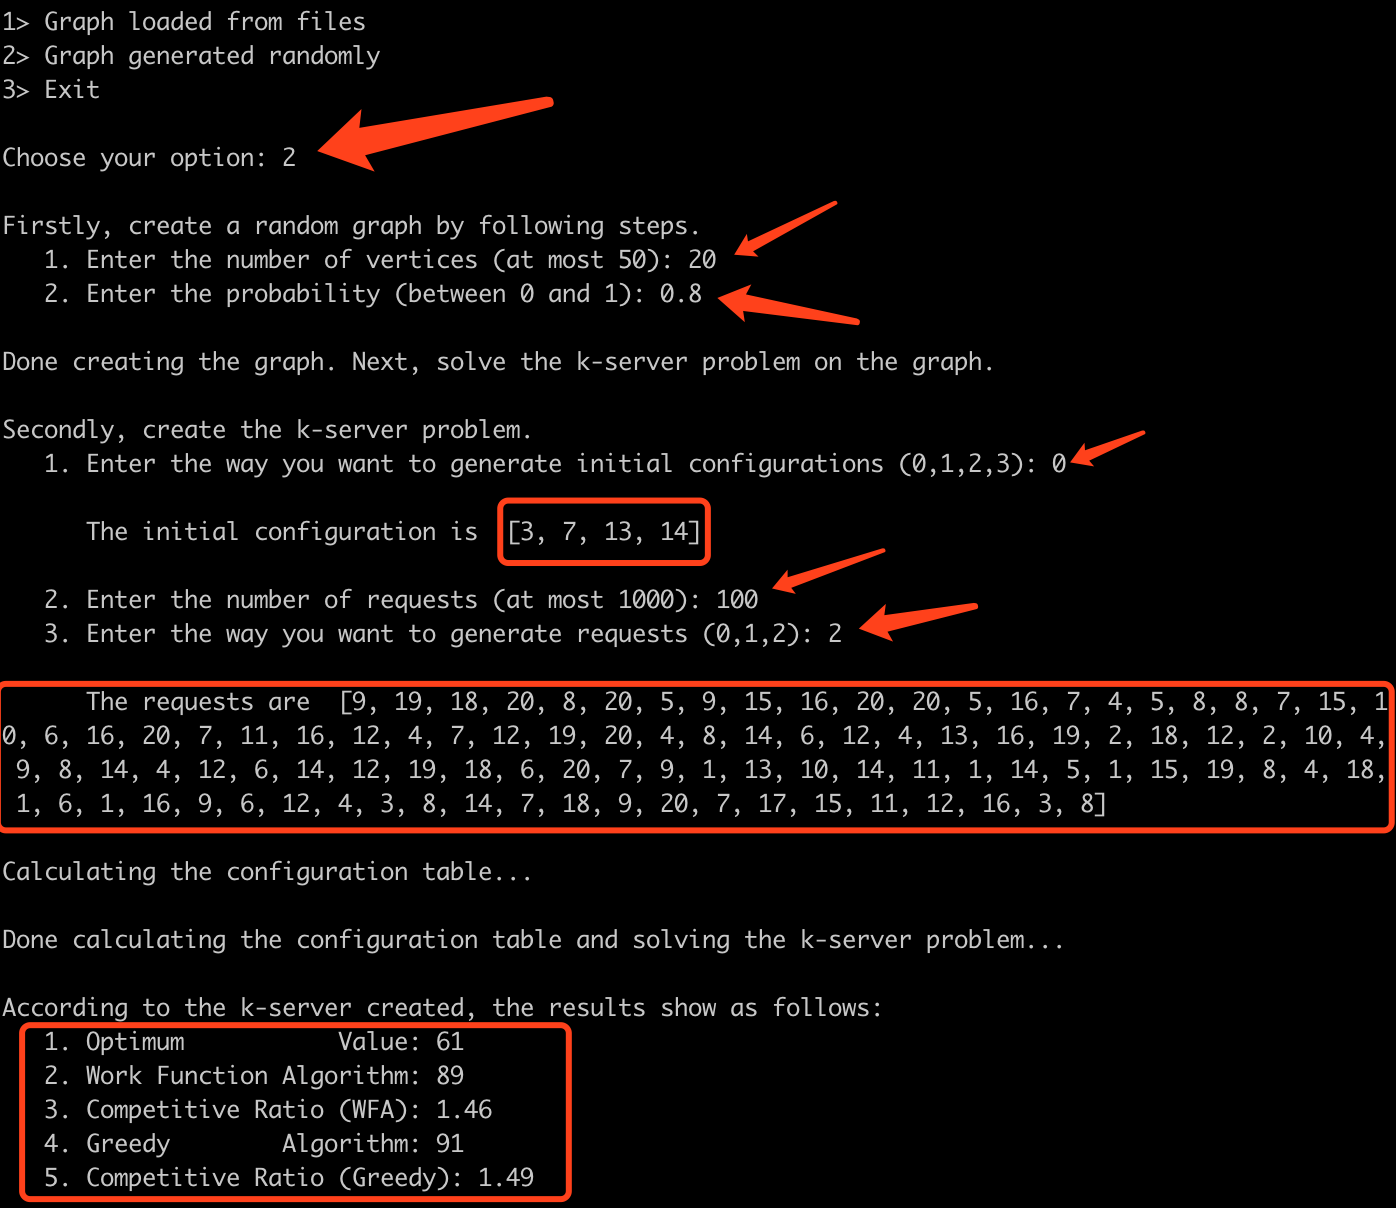 1> Graph loaded from files
2> Graph generated randomly
3> Exit
Choose your option: 2
Firstly, create a random graph by following steps.
1. Enter the number of vertices (at most 50): 20
2. Enter the probability (between 0 and 1): 0.8
Done creating the graph. Next, solve the k-server problem on the graph.
Secondly, create the k-server problem.
1. Enter the way you want to generate initial configurations (0,1,2,3): 0
The initial configuration is [3, 7, 13, 14]
2. Enter the number of requests (at most 1000): 100
3. Enter the way you want to generate requests (0,1,2): 2
The requests are [9, 19, 18, 20, 8, 20, 5, 9, 15, 16, 20, 20, 5, 16, 7, 4, 5, 8, 8, 7, 15, 1
0, 6, 16, 20, 7, 11, 16, 12, 4, 7, 12, 19, 20, 4, 8, 14, 6, 12, 4, 13, 16, 19, 2, 18, 12, 2, 10, 4,
9, 8, 14, 4, 12, 6, 14, 12, 19, 18, 6, 20, 7, 9, 1, 13, 10, 14, 11, 1, 14, 5, 1, 15, 19, 8, 4, 18,
1, 6, 1, 16, 9, 6, 12, 4, 3, 8, 14, 7, 18, 9, 20, 7, 17, 15, 11, 12, 16, 3, 8]
Calculating the configuration table...
Done calculating the configuration table and solving the k-server problem...
According to the k-server created, the results show as follows:
1. Optimum Value: 61
2. Work Function Algorithm: 89
3. Competitive Ratio (WFA): 1.46
4. Greedy Algorithm: 91
5. Competitive Ratio (Greedy): 1.49